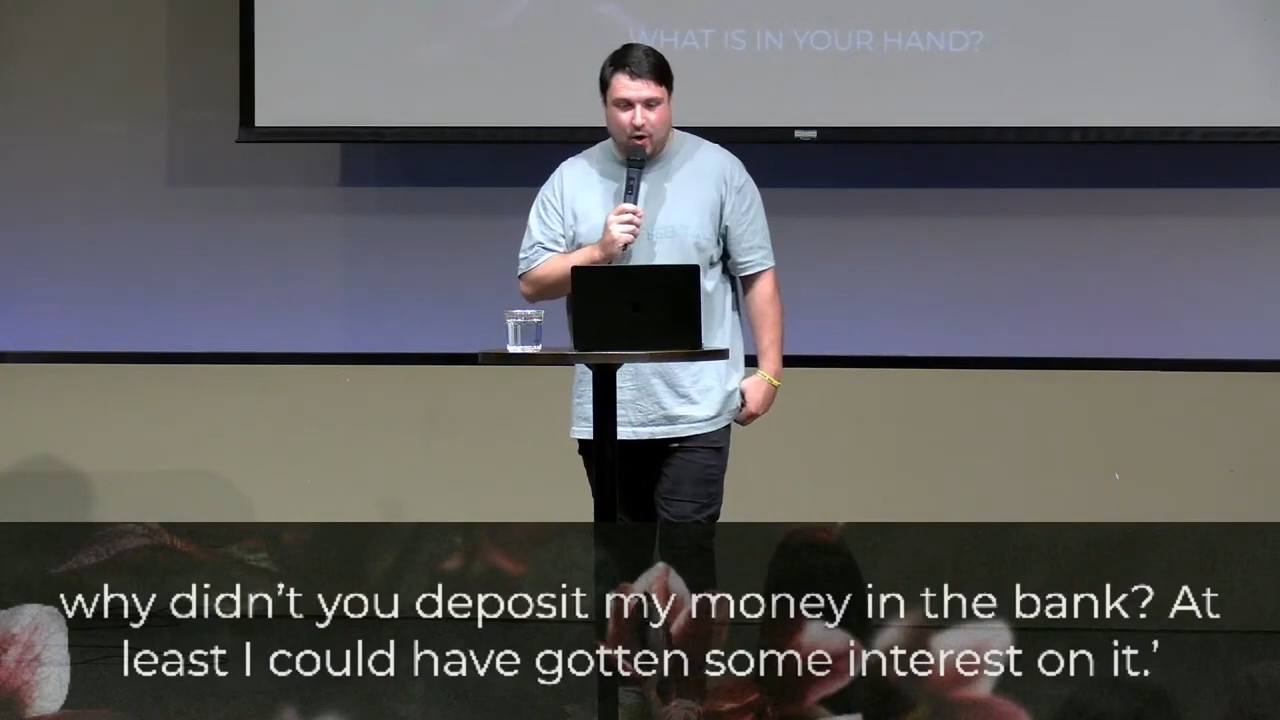 WHAT IS IN YOUR HAND?
why didn’t you deposit my money in the bank? At
least I could have gotten some interest on it.’